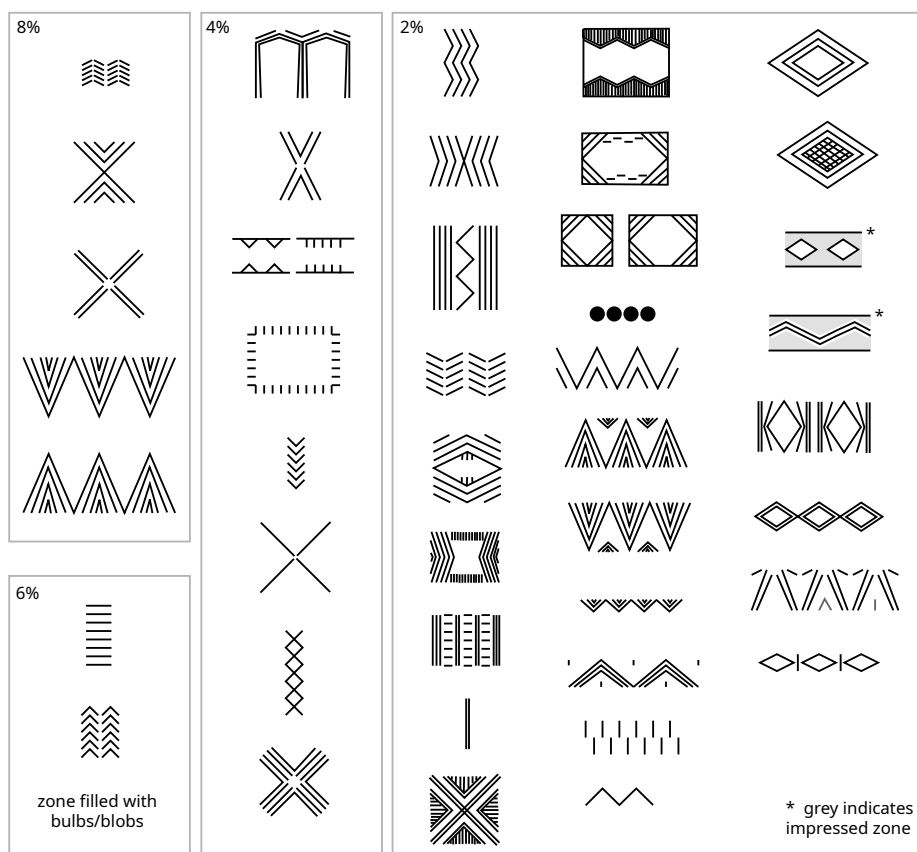 8%
4%
2%
*
*
6%
zone filled with
bulbs/blobs
* grey indicates
impressed zone